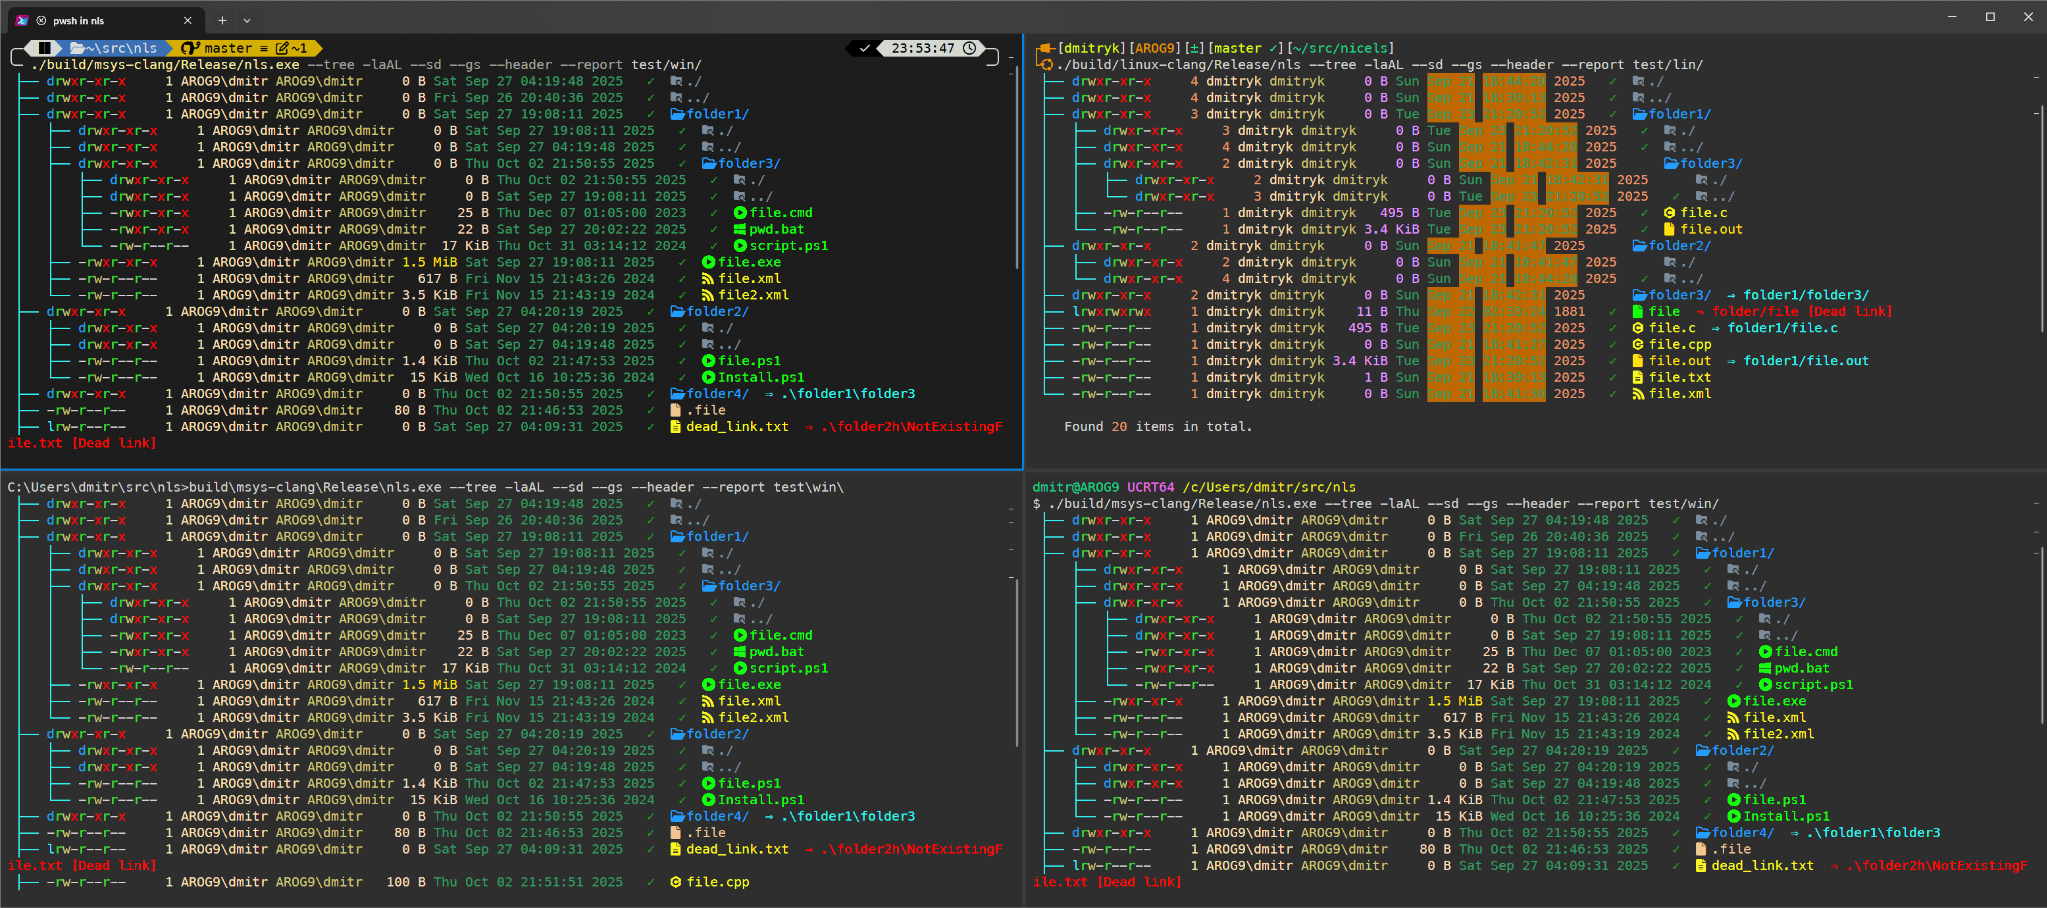 pwsh in nls
~\src\nls master ≡ ~1 ✓ 23:53:47
./build/msys-clang/Release/nls.exe --tree -laAL --sd --gs --header --report test/win/
├── drwxr-xr-x 1 AROG9\dmitr AROG9\dmitr 0 B Sat Sep 27 04:19:48 2025 ✓ ./
├── drwxr-xr-x 1 AROG9\dmitr AROG9\dmitr 0 B Fri Sep 26 20:40:36 2025 ✓ ../
├── drwxr-xr-x 1 AROG9\dmitr AROG9\dmitr 0 B Sat Sep 27 19:08:11 2025 folder1/
│ ├── drwxr-xr-x 1 AROG9\dmitr AROG9\dmitr 0 B Sat Sep 27 19:08:11 2025 ✓ ./
│ ├── drwxr-xr-x 1 AROG9\dmitr AROG9\dmitr 0 B Sat Sep 27 04:19:48 2025 ✓ ../
│ ├── drwxr-xr-x 1 AROG9\dmitr AROG9\dmitr 0 B Thu Oct 02 21:50:55 2025 folder3/
│ │ ├── drwxr-xr-x 1 AROG9\dmitr AROG9\dmitr 0 B Thu Oct 02 21:50:55 2025 ✓ ./
│ │ ├── drwxr-xr-x 1 AROG9\dmitr AROG9\dmitr 0 B Sat Sep 27 19:08:11 2025 ✓ ../
│ │ ├── -rwxr-xr-x 1 AROG9\dmitr AROG9\dmitr 25 B Thu Dec 07 01:05:00 2023 ✓ file.cmd
│ │ ├── -rwxr-xr-x 1 AROG9\dmitr AROG9\dmitr 22 B Sat Sep 27 20:02:22 2025 ✓ pwd.bat
│ │ └── -rw-r--r-- 1 AROG9\dmitr AROG9\dmitr 17 KiB Thu Oct 31 03:14:12 2024 ✓ script.ps1
│ ├── -rwxr-xr-x 1 AROG9\dmitr AROG9\dmitr 1.5 MiB Sat Sep 27 19:08:11 2025 ✓ file.exe
│ ├── -rw-r--r-- 1 AROG9\dmitr AROG9\dmitr 617 B Fri Nov 15 21:43:26 2024 ✓ file.xml
│ └── -rw-r--r-- 1 AROG9\dmitr AROG9\dmitr 3.5 KiB Fri Nov 15 21:43:19 2024 ✓ file2.xml
├── drwxr-xr-x 1 AROG9\dmitr AROG9\dmitr 0 B Sat Sep 27 04:20:19 2025 folder2/
│ ├── drwxr-xr-x 1 AROG9\dmitr AROG9\dmitr 0 B Sat Sep 27 04:20:19 2025 ✓ ./
│ ├── drwxr-xr-x 1 AROG9\dmitr AROG9\dmitr 0 B Sat Sep 27 04:19:48 2025 ✓ ../
│ ├── -rw-r--r-- 1 AROG9\dmitr AROG9\dmitr 1.4 KiB Thu Oct 02 21:47:53 2025 ✓ file.ps1
│ └── -rw-r--r-- 1 AROG9\dmitr AROG9\dmitr 15 KiB Wed Oct 16 10:25:36 2024 ✓ Install.ps1
├── drwxr-xr-x 1 AROG9\dmitr AROG9\dmitr 0 B Thu Oct 02 21:50:55 2025 ✓ folder4/ ⇒ .\folder1\folder3
├── -rw-r--r-- 1 AROG9\dmitr AROG9\dmitr 80 B Thu Oct 02 21:46:53 2025 ✓ .file
├── lrw-r--r-- 1 AROG9\dmitr AROG9\dmitr 0 B Sat Sep 27 04:09:31 2025 ✓ dead_link.txt ⇒ .\folder2h\NotExistingF
ile.txt [Dead link]
[dmitryk][AROG9][±][master ✓][~/src/nicels]
./build/linux-clang/Release/nls --tree -laAL --sd --gs --header --report test/lin/
├── drwxr-xr-x 4 dmitryk dmitryk 0 B Sun 2025 ✓ ./
├── drwxr-xr-x 4 dmitryk dmitryk 0 B Sun 2025 ✓ ../
├── drwxr-xr-x 3 dmitryk dmitryk 0 B Tue 2025 ✓ folder1/
│ ├── drwxr-xr-x 3 dmitryk dmitryk 0 B Tue 2025 ✓ ./
│ ├── drwxr-xr-x 4 dmitryk dmitryk 0 B Sun 2025 ✓ ../
│ ├── drwxr-xr-x 2 dmitryk dmitryk 0 B Sun 2025 folder3/
│ │ ├── drwxr-xr-x 2 dmitryk dmitryk 0 B Sun 2025 ./
│ │ └── drwxr-xr-x 3 dmitryk dmitryk 0 B Tue 2025 ✓ ../
│ ├── -rw-r--r-- 1 dmitryk dmitryk 495 B Tue 2025 ✓ file.c
│ └── -rw-r--r-- 1 dmitryk dmitryk 3.4 KiB Tue 2025 ✓ file.out
├── drwxr-xr-x 2 dmitryk dmitryk 0 B Sun 2025 folder2/
│ ├── drwxr-xr-x 2 dmitryk dmitryk 0 B Sun 2025 ./
│ └── drwxr-xr-x 4 dmitryk dmitryk 0 B Sun 2025 ✓ ../
├── drwxr-xr-x 2 dmitryk dmitryk 0 B Sun 2025 folder3/ ⇒ folder1/folder3/
├── lrwxrwxrwx 1 dmitryk dmitryk 11 B Thu 1881 ✓ file ⇒ folder/file [Dead link]
├── -rw-r--r-- 1 dmitryk dmitryk 495 B Tue 2025 ✓ file.c ⇒ folder1/file.c
├── -rw-r--r-- 1 dmitryk dmitryk 0 B Sun 2025 ✓ file.cpp
├── -rw-r--r-- 1 dmitryk dmitryk 3.4 KiB Tue 2025 ✓ file.out ⇒ folder1/file.out
├── -rw-r--r-- 1 dmitryk dmitryk 1 B Sun 2025 ✓ file.txt
└── -rw-r--r-- 1 dmitryk dmitryk 0 B Sun 2025 ✓ file.xml
Found 20 items in total.
C:\Users\dmitr\src\nls>build\msys-clang\Release\nls.exe --tree -laAL --sd --gs --header --report test\win\
├── drwxr-xr-x 1 AROG9\dmitr AROG9\dmitr 0 B Sat Sep 27 04:19:48 2025 ✓ ./
├── drwxr-xr-x 1 AROG9\dmitr AROG9\dmitr 0 B Fri Sep 26 20:40:36 2025 ✓ ../
├── drwxr-xr-x 1 AROG9\dmitr AROG9\dmitr 0 B Sat Sep 27 19:08:11 2025 folder1/
│ ├── drwxr-xr-x 1 AROG9\dmitr AROG9\dmitr 0 B Sat Sep 27 19:08:11 2025 ✓ ./
│ ├── drwxr-xr-x 1 AROG9\dmitr AROG9\dmitr 0 B Sat Sep 27 04:19:48 2025 ✓ ../
│ ├── drwxr-xr-x 1 AROG9\dmitr AROG9\dmitr 0 B Thu Oct 02 21:50:55 2025 folder3/
│ │ ├── drwxr-xr-x 1 AROG9\dmitr AROG9\dmitr 0 B Thu Oct 02 21:50:55 2025 ✓ ./
│ │ ├── drwxr-xr-x 1 AROG9\dmitr AROG9\dmitr 0 B Sat Sep 27 19:08:11 2025 ✓ ../
│ │ ├── -rwxr-xr-x 1 AROG9\dmitr AROG9\dmitr 25 B Thu Dec 07 01:05:00 2023 ✓ file.cmd
│ │ ├── -rwxr-xr-x 1 AROG9\dmitr AROG9\dmitr 22 B Sat Sep 27 20:02:22 2025 ✓ pwd.bat
│ │ └── -rw-r--r-- 1 AROG9\dmitr AROG9\dmitr 17 KiB Thu Oct 31 03:14:12 2024 ✓ script.ps1
│ ├── -rwxr-xr-x 1 AROG9\dmitr AROG9\dmitr 1.5 MiB Sat Sep 27 19:08:11 2025 ✓ file.exe
│ ├── -rw-r--r-- 1 AROG9\dmitr AROG9\dmitr 617 B Fri Nov 15 21:43:26 2024 ✓ file.xml
│ └── -rw-r--r-- 1 AROG9\dmitr AROG9\dmitr 3.5 KiB Fri Nov 15 21:43:19 2024 ✓ file2.xml
├── drwxr-xr-x 1 AROG9\dmitr AROG9\dmitr 0 B Sat Sep 27 04:20:19 2025 folder2/
│ ├── drwxr-xr-x 1 AROG9\dmitr AROG9\dmitr 0 B Sat Sep 27 04:20:19 2025 ✓ ./
│ ├── drwxr-xr-x 1 AROG9\dmitr AROG9\dmitr 0 B Sat Sep 27 04:19:48 2025 ✓ ../
│ ├── -rw-r--r-- 1 AROG9\dmitr AROG9\dmitr 1.4 KiB Thu Oct 02 21:47:53 2025 ✓ file.ps1
│ └── -rw-r--r-- 1 AROG9\dmitr AROG9\dmitr 15 KiB Wed Oct 16 10:25:36 2024 ✓ Install.ps1
├── drwxr-xr-x 1 AROG9\dmitr AROG9\dmitr 0 B Thu Oct 02 21:50:55 2025 ✓ folder4/ ⇒ .\folder1\folder3
├── -rw-r--r-- 1 AROG9\dmitr AROG9\dmitr 80 B Thu Oct 02 21:46:53 2025 ✓ .file
├── lrw-r--r-- 1 AROG9\dmitr AROG9\dmitr 0 B Sat Sep 27 04:09:31 2025 ✓ dead_link.txt ⇒ .\folder2h\NotExistingF
ile.txt [Dead link]
├── -rw-r--r-- 1 AROG9\dmitr AROG9\dmitr 100 B Thu Oct 02 21:51:51 2025 ✓ file.cpp
dmitr@AROG9 UCRT64 /c/Users/dmitr/src/nls
$ ./build/msys-clang/Release/nls.exe --tree -laAL --sd --gs --header --report test/win/
├── drwxr-xr-x 1 AROG9\dmitr AROG9\dmitr 0 B Sat Sep 27 04:19:48 2025 ✓ ./
├── drwxr-xr-x 1 AROG9\dmitr AROG9\dmitr 0 B Fri Sep 26 20:40:36 2025 ✓ ../
├── drwxr-xr-x 1 AROG9\dmitr AROG9\dmitr 0 B Sat Sep 27 19:08:11 2025 folder1/
│ ├── drwxr-xr-x 1 AROG9\dmitr AROG9\dmitr 0 B Sat Sep 27 19:08:11 2025 ✓ ./
│ ├── drwxr-xr-x 1 AROG9\dmitr AROG9\dmitr 0 B Sat Sep 27 04:19:48 2025 ✓ ../
│ ├── drwxr-xr-x 1 AROG9\dmitr AROG9\dmitr 0 B Thu Oct 02 21:50:55 2025 folder3/
│ │ ├── drwxr-xr-x 1 AROG9\dmitr AROG9\dmitr 0 B Thu Oct 02 21:50:55 2025 ✓ ./
│ │ ├── drwxr-xr-x 1 AROG9\dmitr AROG9\dmitr 0 B Sat Sep 27 19:08:11 2025 ✓ ../
│ │ ├── -rwxr-xr-x 1 AROG9\dmitr AROG9\dmitr 25 B Thu Dec 07 01:05:00 2023 ✓ file.cmd
│ │ ├── -rwxr-xr-x 1 AROG9\dmitr AROG9\dmitr 22 B Sat Sep 27 20:02:22 2025 ✓ pwd.bat
│ │ └── -rw-r--r-- 1 AROG9\dmitr AROG9\dmitr 17 KiB Thu Oct 31 03:14:12 2024 ✓ script.ps1
│ ├── -rwxr-xr-x 1 AROG9\dmitr AROG9\dmitr 1.5 MiB Sat Sep 27 19:08:11 2025 ✓ file.exe
│ ├── -rw-r--r-- 1 AROG9\dmitr AROG9\dmitr 617 B Fri Nov 15 21:43:26 2024 ✓ file.xml
│ └── -rw-r--r-- 1 AROG9\dmitr AROG9\dmitr 3.5 KiB Fri Nov 15 21:43:19 2024 ✓ file2.xml
├── drwxr-xr-x 1 AROG9\dmitr AROG9\dmitr 0 B Sat Sep 27 04:20:19 2025 folder2/
│ ├── drwxr-xr-x 1 AROG9\dmitr AROG9\dmitr 0 B Sat Sep 27 04:20:19 2025 ✓ ./
│ ├── drwxr-xr-x 1 AROG9\dmitr AROG9\dmitr 0 B Sat Sep 27 04:19:48 2025 ✓ ../
│ ├── -rw-r--r-- 1 AROG9\dmitr AROG9\dmitr 1.4 KiB Thu Oct 02 21:47:53 2025 ✓ file.ps1
│ └── -rw-r--r-- 1 AROG9\dmitr AROG9\dmitr 15 KiB Wed Oct 16 10:25:36 2024 ✓ Install.ps1
├── drwxr-xr-x 1 AROG9\dmitr AROG9\dmitr 0 B Thu Oct 02 21:50:55 2025 ✓ folder4/ ⇒ .\folder1\folder3
├── -rw-r--r-- 1 AROG9\dmitr AROG9\dmitr 80 B Thu Oct 02 21:46:53 2025 ✓ .file
├── lrw-r--r-- 1 AROG9\dmitr AROG9\dmitr 0 B Sat Sep 27 04:09:31 2025 ✓ dead_link.txt ⇒ .\folder2h\NotExistingF
ile.txt [Dead link]